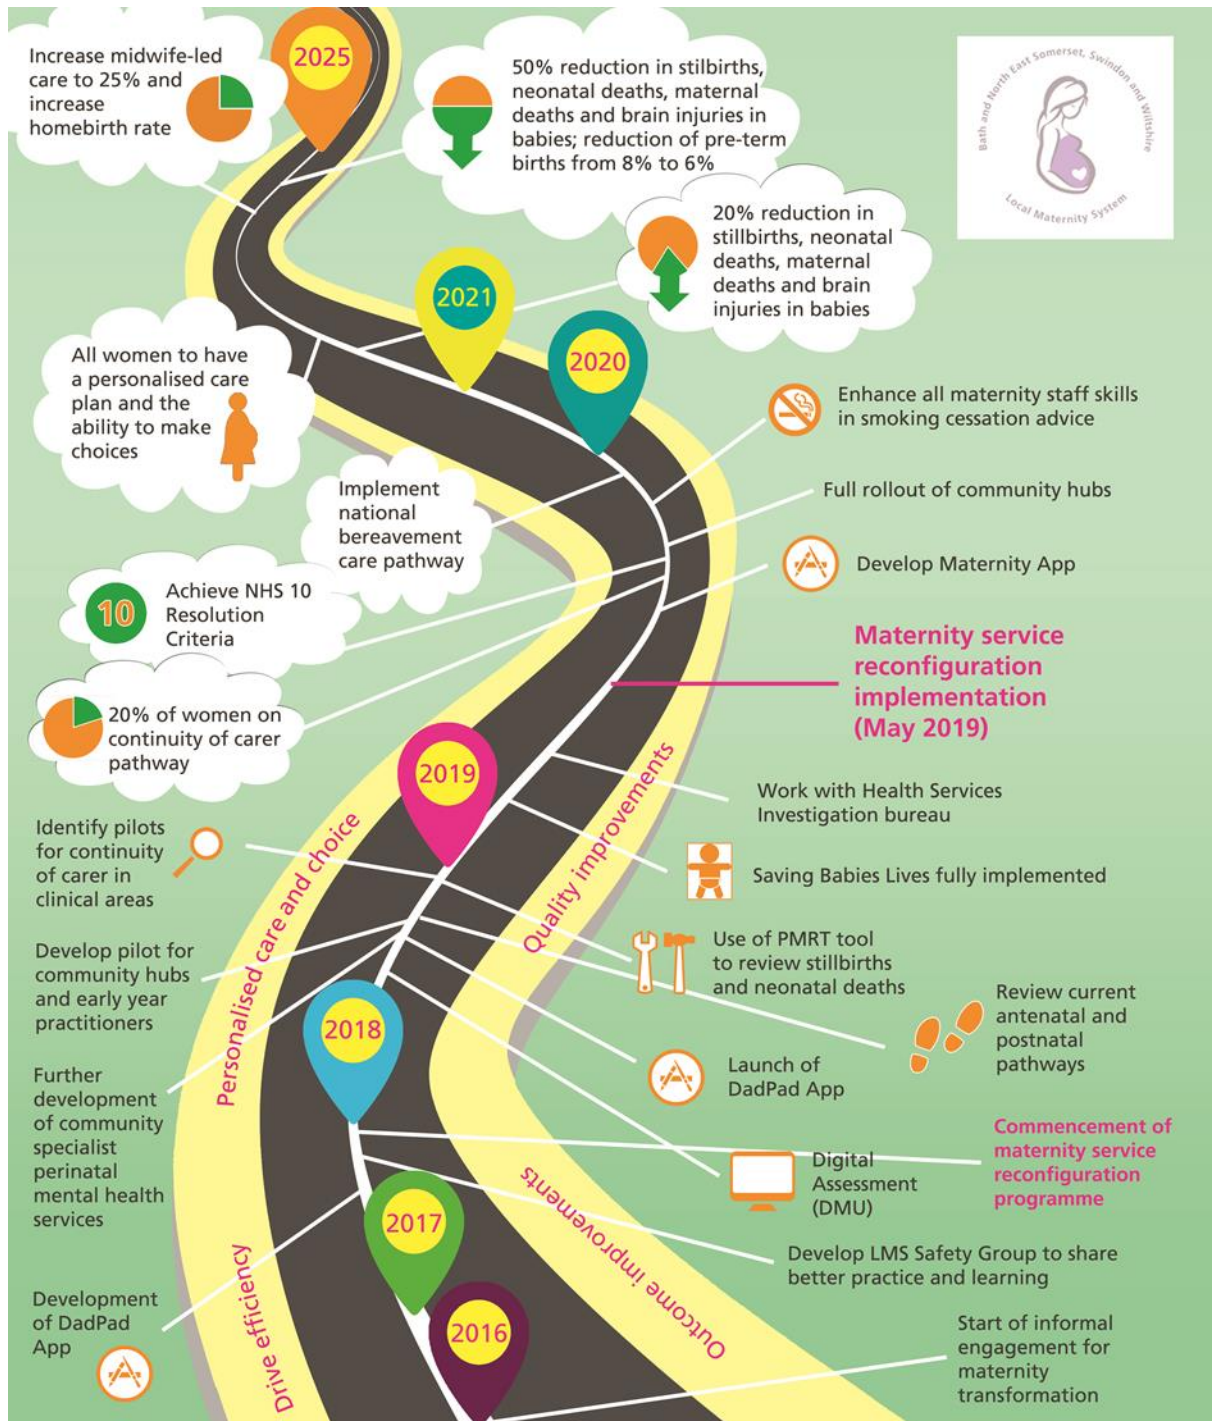 Increase midwife-led
care to 25% and
increase
homebirth rate
2025
50% reduction in stilbirths,
neonatal deaths, maternal
deaths and brain injuries in
babies; reduction of pre-term
births from 8% to 6%
Bath and North East Somerset, Swindon and Wiltshire
Local Maternity System
20% reduction in
stillbirths, neonatal
deaths, maternal
deaths and brain
injuries in babies
2021
2020
All women to have
a personalised care
plan and the
ability to make
choices
Enhance all maternity staff skills
in smoking cessation advice
Implement
national
bereavement
care pathway
Full rollout of community hubs
Develop Maternity App
10
Achieve NHS 10
Resolution
Criteria
Maternity service
reconfiguration
implementation
(May 2019)
20% of women on
continuity of carer
pathway
2019
Work with Health Services
Investigation bureau
Identify pilots
for continuity
of carer in
clinical areas
Personalised care and choice
Quality improvements
Saving Babies Lives fully implemented
Develop pilot for
community hubs
and early year
practitioners
Use of PMRT tool
to review stillbirths
and neonatal deaths
Review current
antenatal and
postnatal
pathways
2018
Launch of
DadPad App
Further
development
of community
specialist
perinatal
mental health
services
Commencement of
maternity service
reconfiguration
programme
Digital
Assessment
(DMU)
2017
Outcome improvements
Drive efficiency
Develop LMS Safety Group to share
better practice and learning
Development
of DadPad
App
2016
Start of informal
engagement for
maternity
transformation